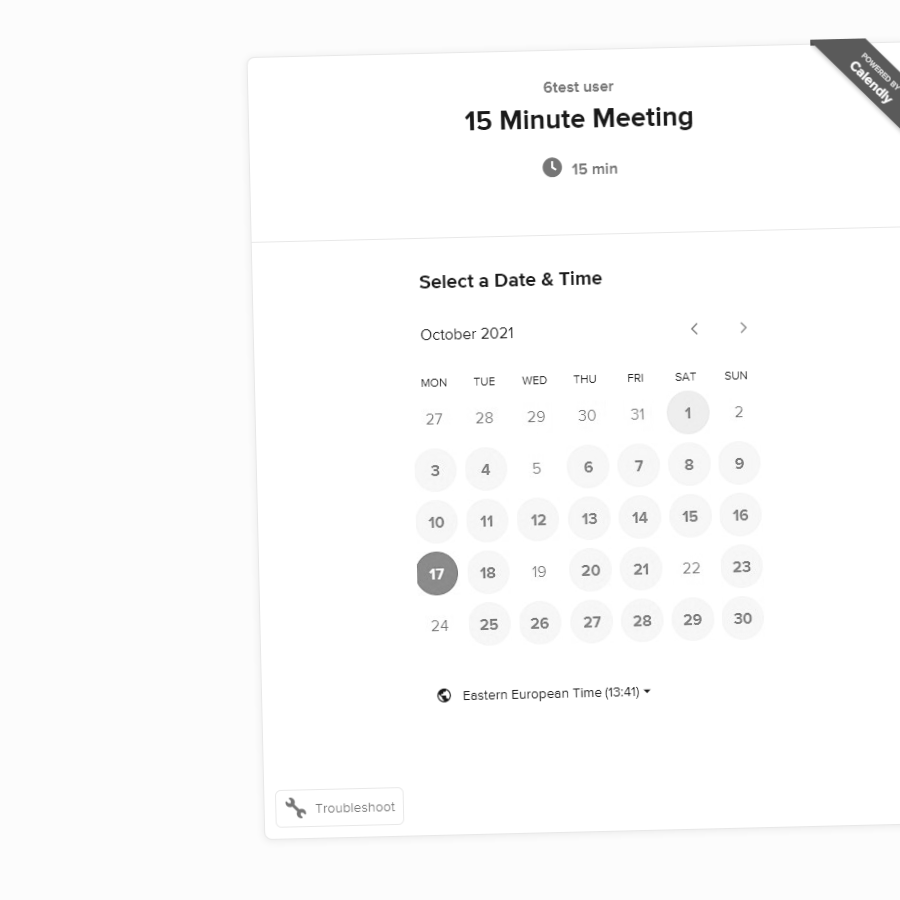 POWERED BY
Calendly
6test user
15 Minute Meeting
15 min
Select a Date & Time
October 2021
MON TUE WED THU FRI SAT SUN
27 28 29 30 31 1 2
3 4 5 6 7 8 9
10 11 12 13 14 15 16
17 18 19 20 21 22 23
24 25 26 27 28 29 30
Eastern European Time (13:41)
Troubleshoot